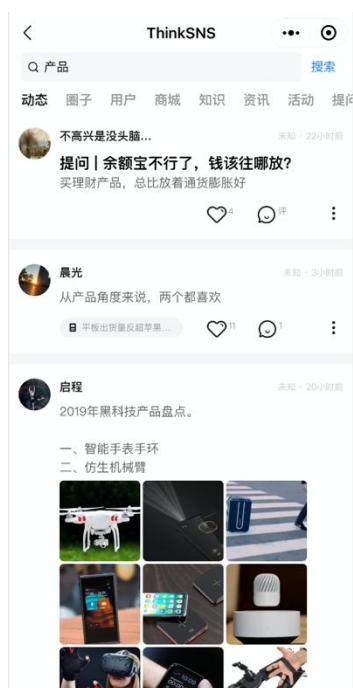 ThinkSNS
产品
搜索
动态 圈子 用户 商城 知识 资讯 活动 提问
不高兴是没头脑...
未知 · 22小时前
提问 | 余额宝不行了，钱该往哪放?
买理财产品，总比放着通货膨胀好
4 评
晨光
未知 · 3小时前
从产品角度来说，两个都喜欢
平板出货量反超苹果...
11 1
启程
未知 · 20小时前
2019年黑科技产品盘点。
一、智能手表手环
二、仿生机械臂